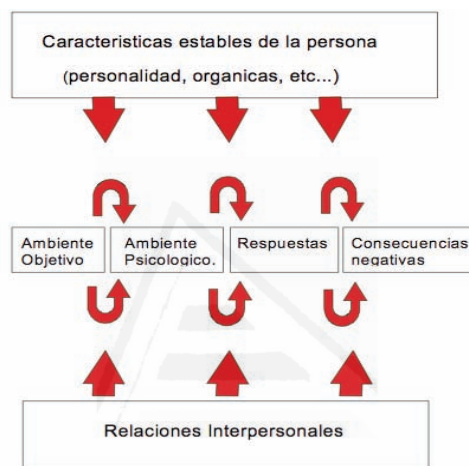 Caracteristicas estables de la persona
(personalidad, organicas, etc...)
Ambiente Objetivo
Ambiente Psicologico.
Respuestas
Consecuencias negativas
Relaciones Interpersonales